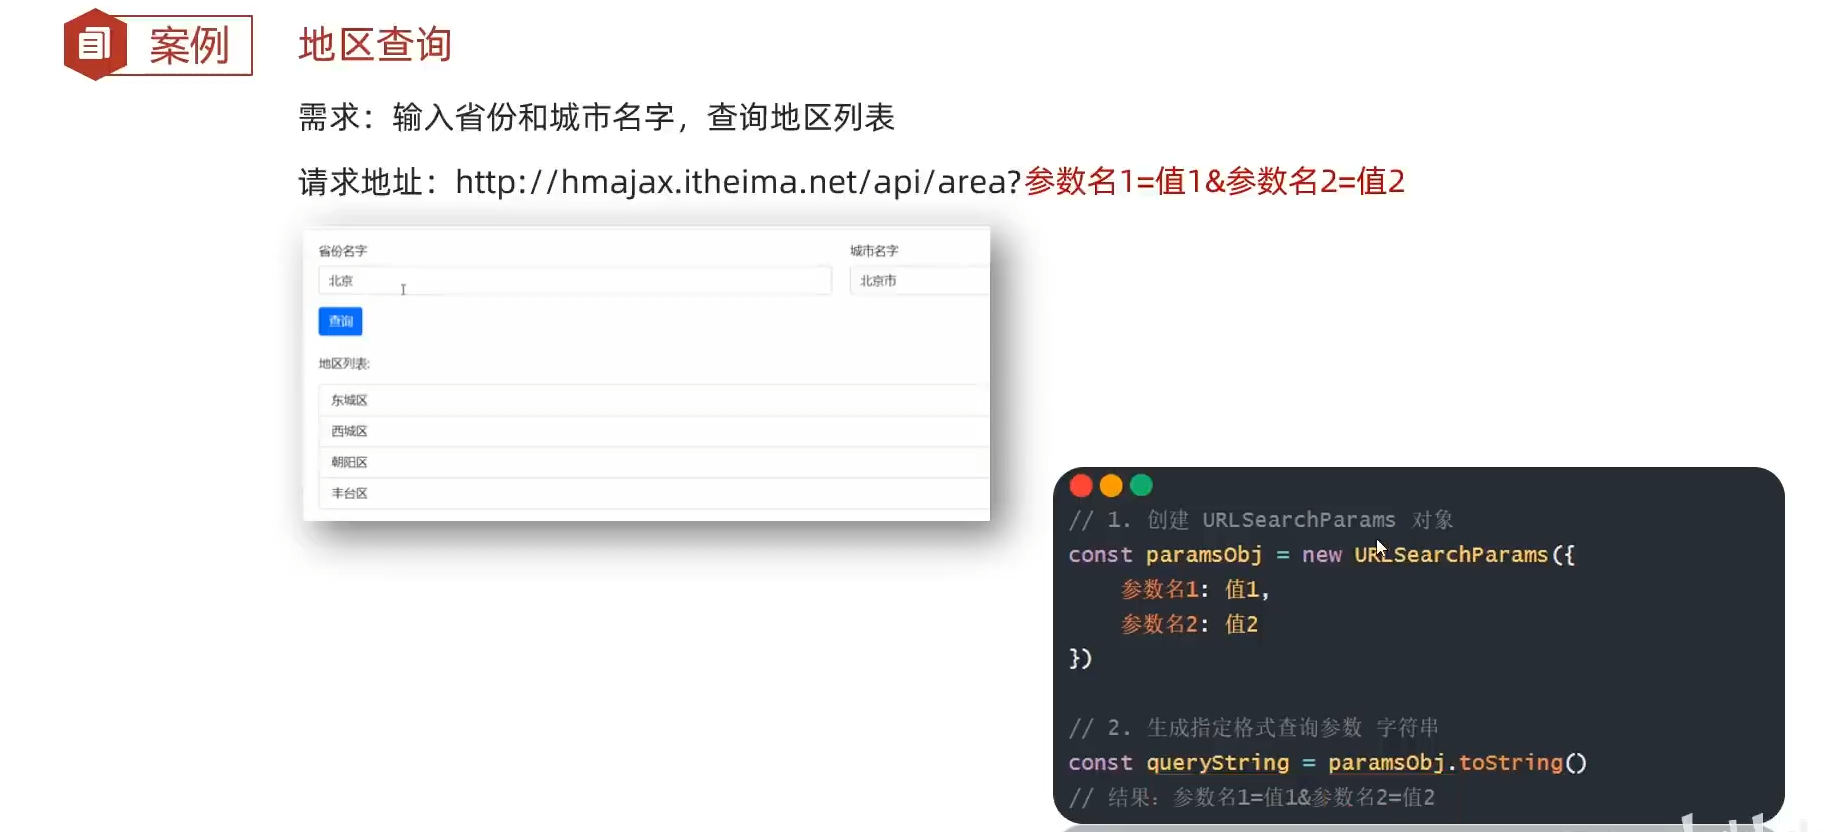 案例
地区查询
需求：输入省份和城市名字，查询地区列表
请求地址：http://hmajax.itheima.net/api/area?参数名1=值1&参数名2=值2
省份名字
城市名字
北京
北京市
查询
地区列表:
东城区
西城区
朝阳区
丰台区
// 1. 创建 URLSearchParams 对象
const paramsObj = new URLSearchParams({
参数名1: 值1,
参数名2: 值2
})
// 2. 生成指定格式查询参数 字符串
const queryString = paramsObj.toString()
// 结果：参数名1=值1&参数名2=值2